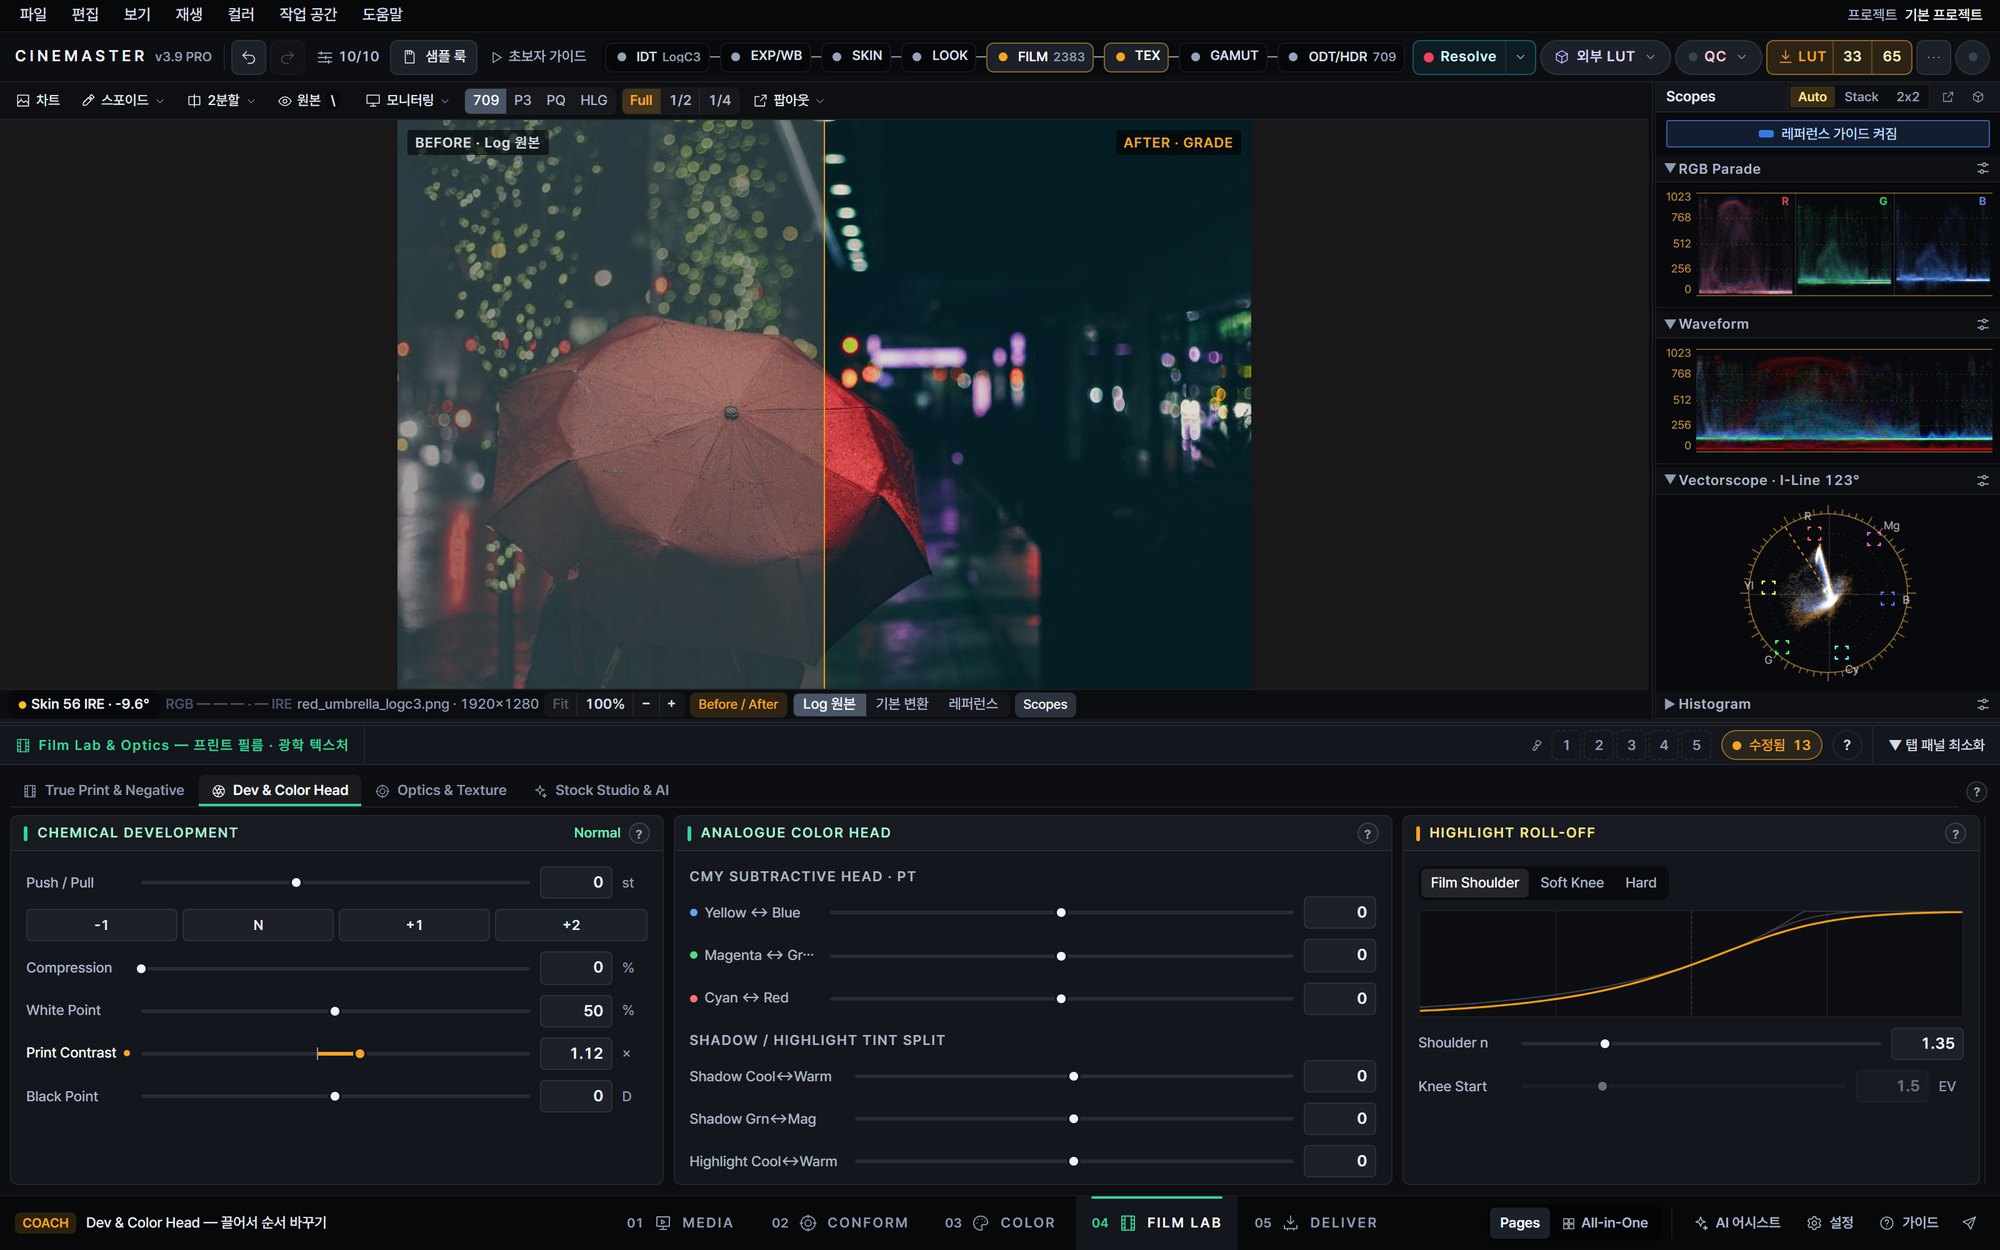 파일 편집 보기 재생 컬러 작업 공간 도움말 프로젝트 기본 프로젝트
CINEMASTER v3.9 PRO 10/10 샘플 룩 초보자 가이드 IDT LogC3 EXP/WB SKIN LOOK FILM 2383 TEX GAMUT ODT/HDR 709 Resolve 외부 LUT QC LUT 33 65 ···
차트 스포이드 2분할 원본 \ 모니터링 709 P3 PQ HLG Full 1/2 1/4 팝아웃
Scopes Auto Stack 2x2
BEFORE · Log 원본 AFTER · GRADE
레퍼런스 가이드 켜짐
▼RGB Parade
1023
768
512
256
0
R G B
▼Waveform
1023
768
512
256
0
▼Vectorscope · I-Line 123°
R
Mg
Yl
B
G
Cy
▶Histogram
Skin 56 IRE · -9.6° RGB — — — · — IRE red_umbrella_logc3.png · 1920×1280 Fit 100% − + Before / After Log 원본 기본 변환 레퍼런스 Scopes
Film Lab & Optics — 프린트 필름 · 광학 텍스처 1 2 3 4 5 수정됨 13 ? ▼ 탭 패널 최소화
True Print & Negative Dev & Color Head Optics & Texture Stock Studio & AI ?
CHEMICAL DEVELOPMENT Normal ?
Push / Pull 0 st
-1 N +1 +2
Compression 0 %
White Point 50 %
Print Contrast 1.12 ×
Black Point 0 D
ANALOGUE COLOR HEAD ?
CMY SUBTRACTIVE HEAD · PT
Yellow ↔ Blue 0
Magenta ↔ Gr··· 0
Cyan ↔ Red 0
SHADOW / HIGHLIGHT TINT SPLIT
Shadow Cool↔Warm 0
Shadow Grn↔Mag 0
Highlight Cool↔Warm 0
HIGHLIGHT ROLL-OFF ?
Film Shoulder Soft Knee Hard
Shoulder n 1.35
Knee Start 1.5 EV
COACH Dev & Color Head — 끌어서 순서 바꾸기 01 MEDIA 02 CONFORM 03 COLOR 04 FILM LAB 05 DELIVER Pages All-in-One AI 어시스트 설정 가이드